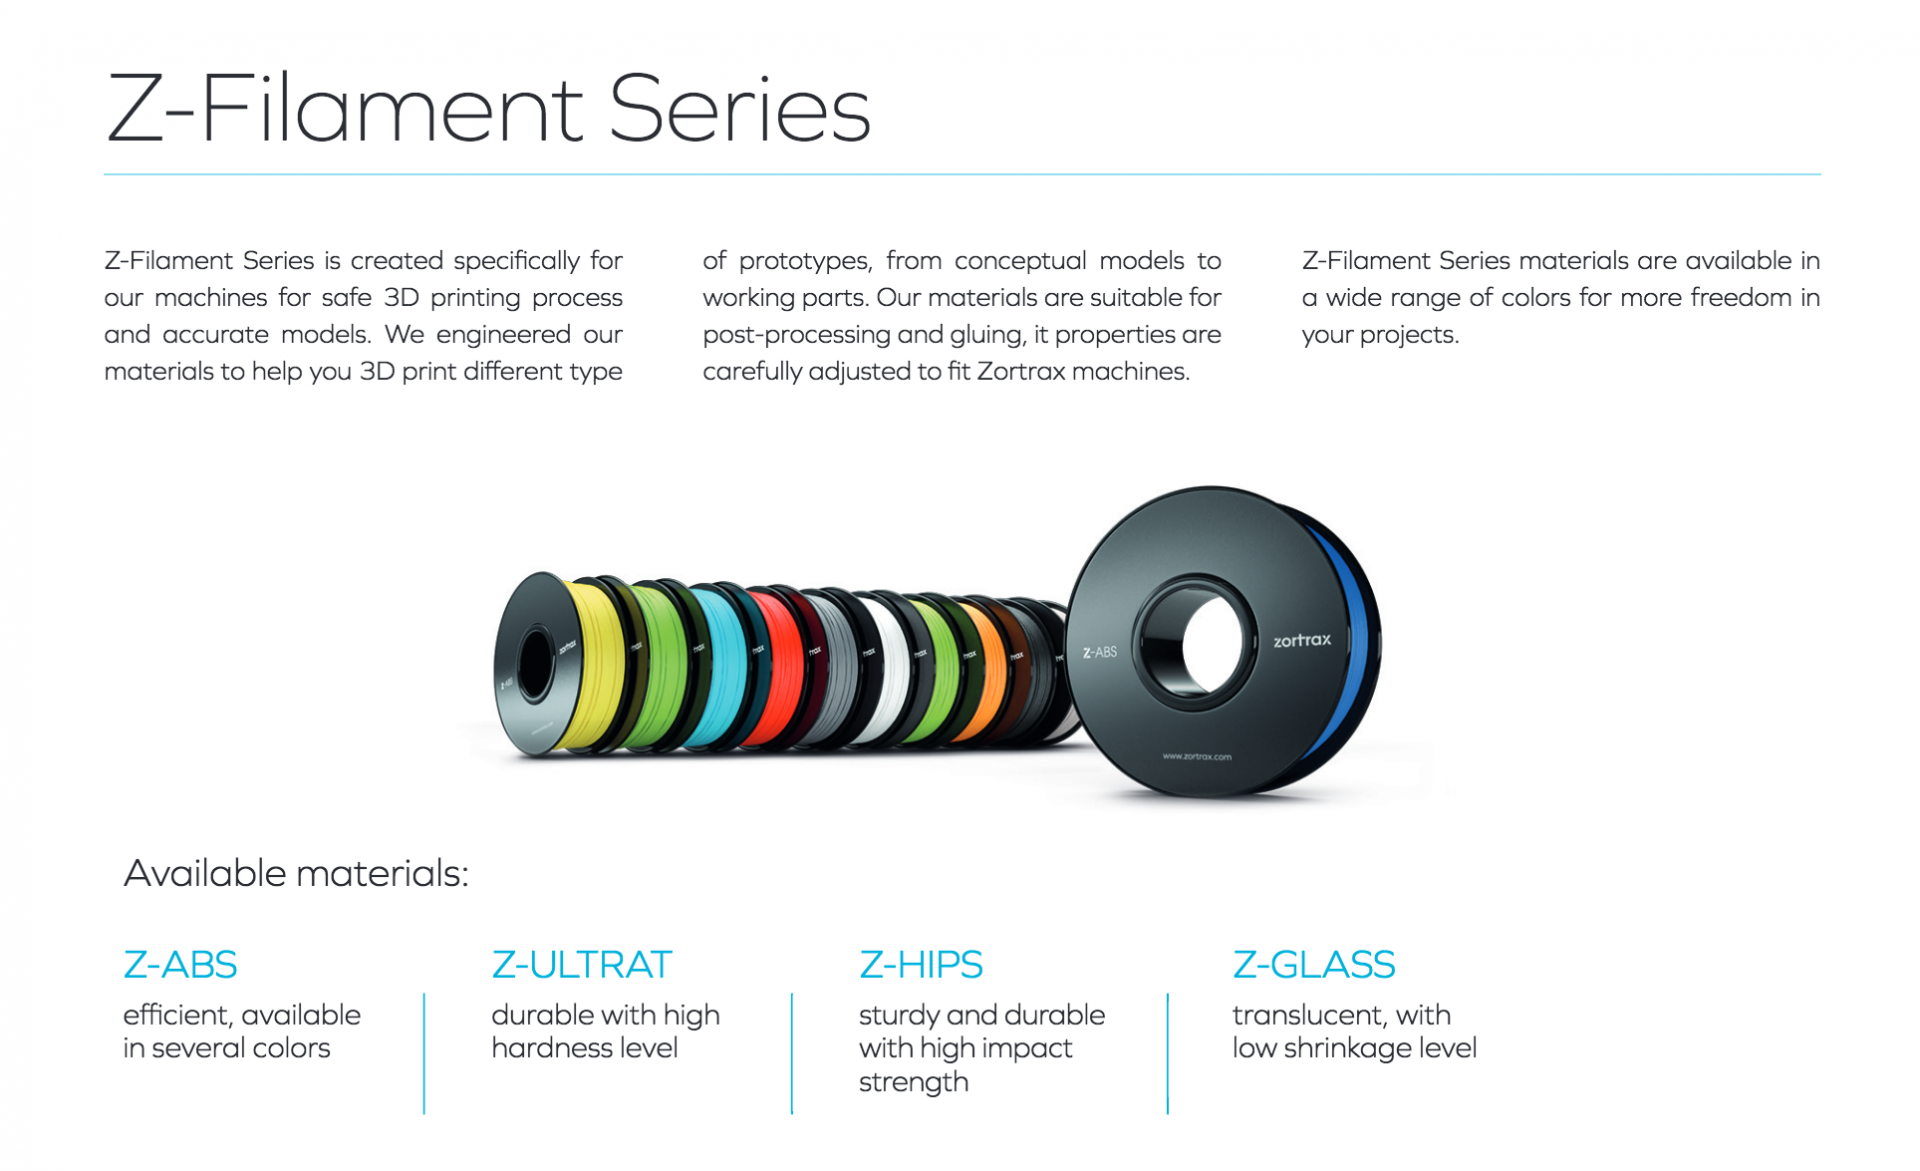 Z-Filament Series
Z-Filament Series is created specifically for
our machines for safe 3D printing process
and accurate models. We engineered our
materials to help you 3D print different type
of prototypes, from conceptual models to
working parts. Our materials are suitable for
post-processing and gluing, it properties are
carefully adjusted to fit Zortrax machines.
Z-Filament Series materials are available in
a wide range of colors for more freedom in
your projects.
zortrax
Z-ABS
Z-ABS
zortrax
www.zortrax.com
Available materials:
Z-ABS
efficient, available
in several colors
Z-ULTRAT
durable with high
hardness level
Z-HIPS
sturdy and durable
with high impact
strength
Z-GLASS
translucent, with
low shrinkage level